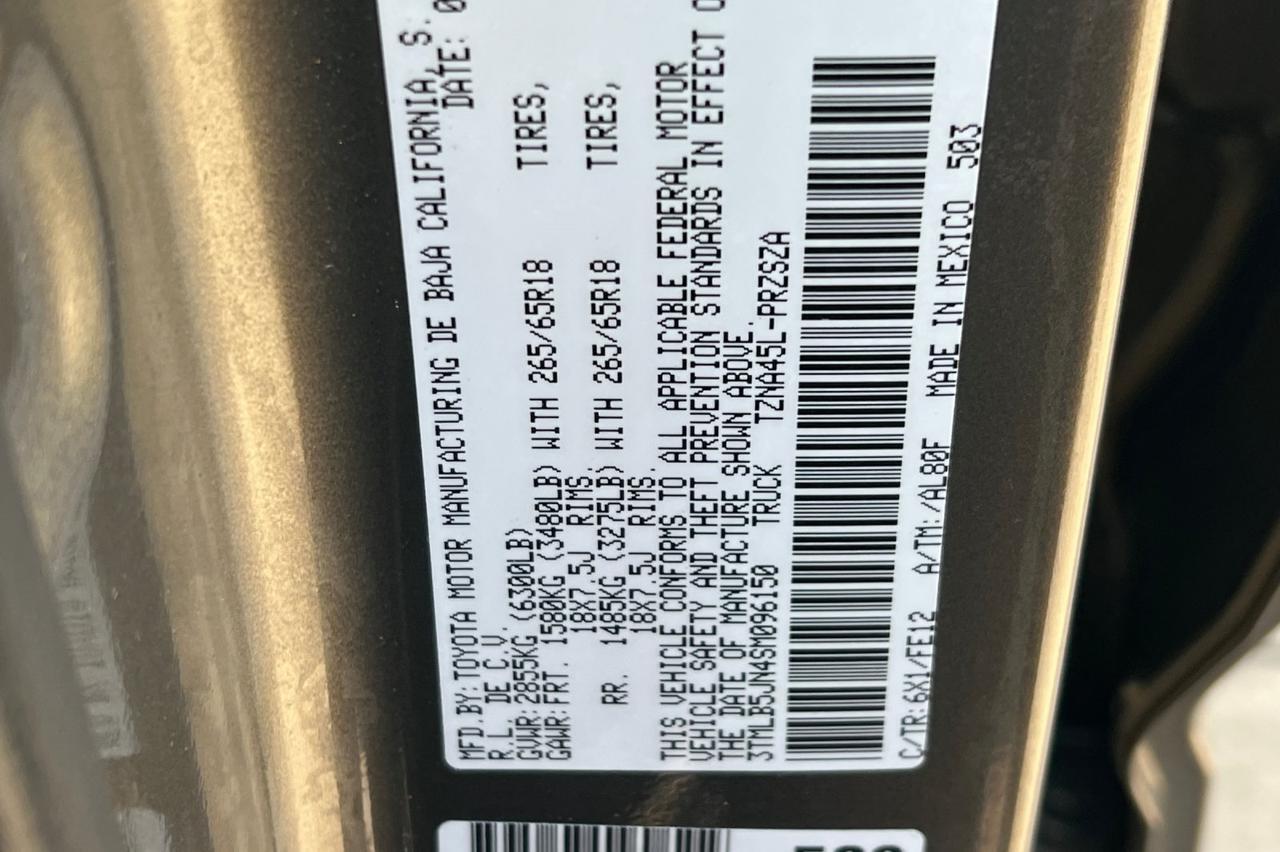 MFD.BY: TOYOTA MOTOR MANUFACTURING DE BAJA CALIFORNIA, S.
R.L. DE C.V. DATE: 0
GVWR: 2855KG (6300LB)
GAWR: FRT. 1580KG (3480LB) WITH 265/65R18 TIRES,
18X7.5J RIMS.
RR. 1485KG (3275LB) WITH 265/65R18 TIRES,
18X7.5J RIMS.
THIS VEHICLE CONFORMS TO ALL APPLICABLE FEDERAL MOTOR
VEHICLE SAFETY AND THEFT PREVENTION STANDARDS IN EFFECT O
THE DATE OF MANUFACTURE SHOWN ABOVE.
3TMLB5JN4SM096150 TRUCK TZNA45L-PRZSZA
C/TR: 6X1/FE12 A/TM: /AL80F MADE IN MEXICO 503